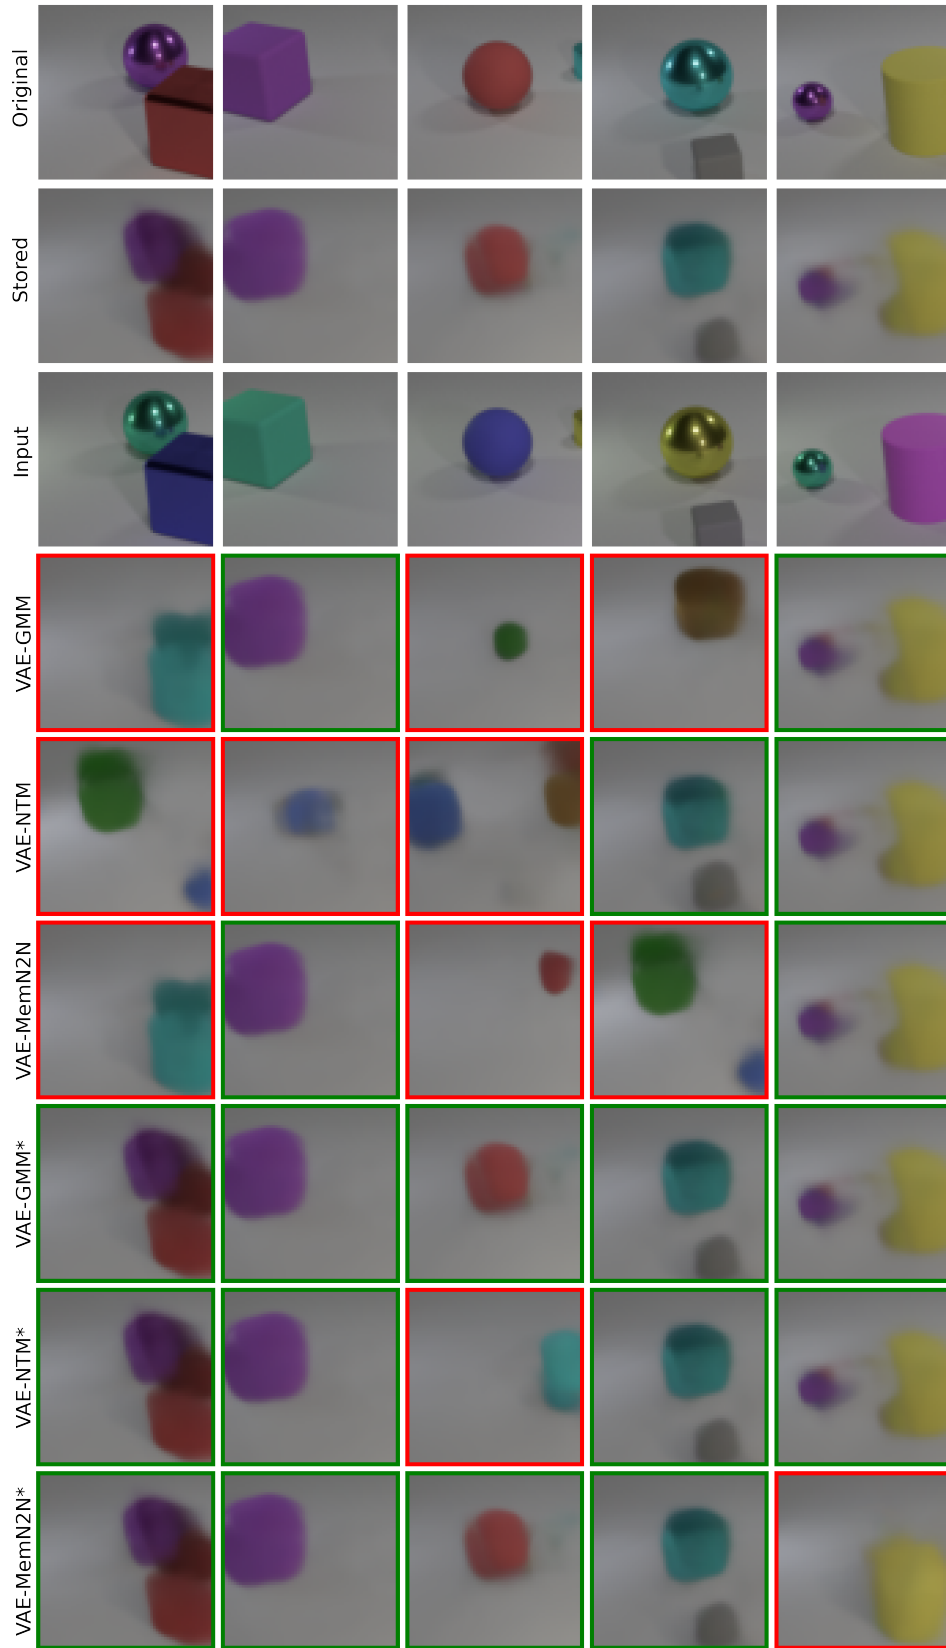 Original
Stored
Input
VAE-GMM
VAE-NTM
VAE-MemN2N
VAE-GMM*
VAE-NTM*
VAE-MemN2N*